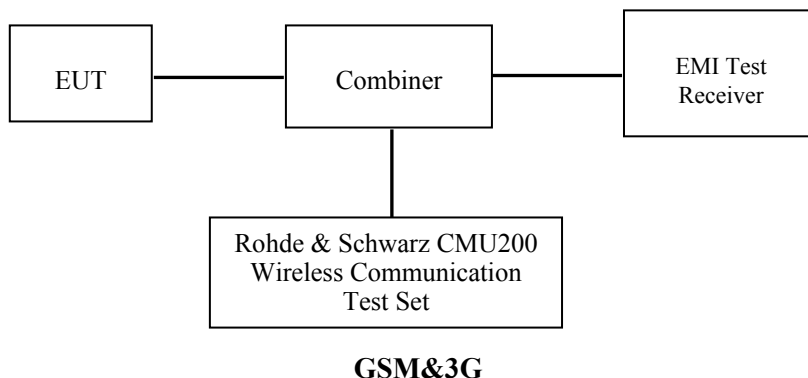 EUT
Combiner
EMI Test
Receiver
Rohde & Schwarz CMU200
Wireless Communication
Test Set
GSM&3G